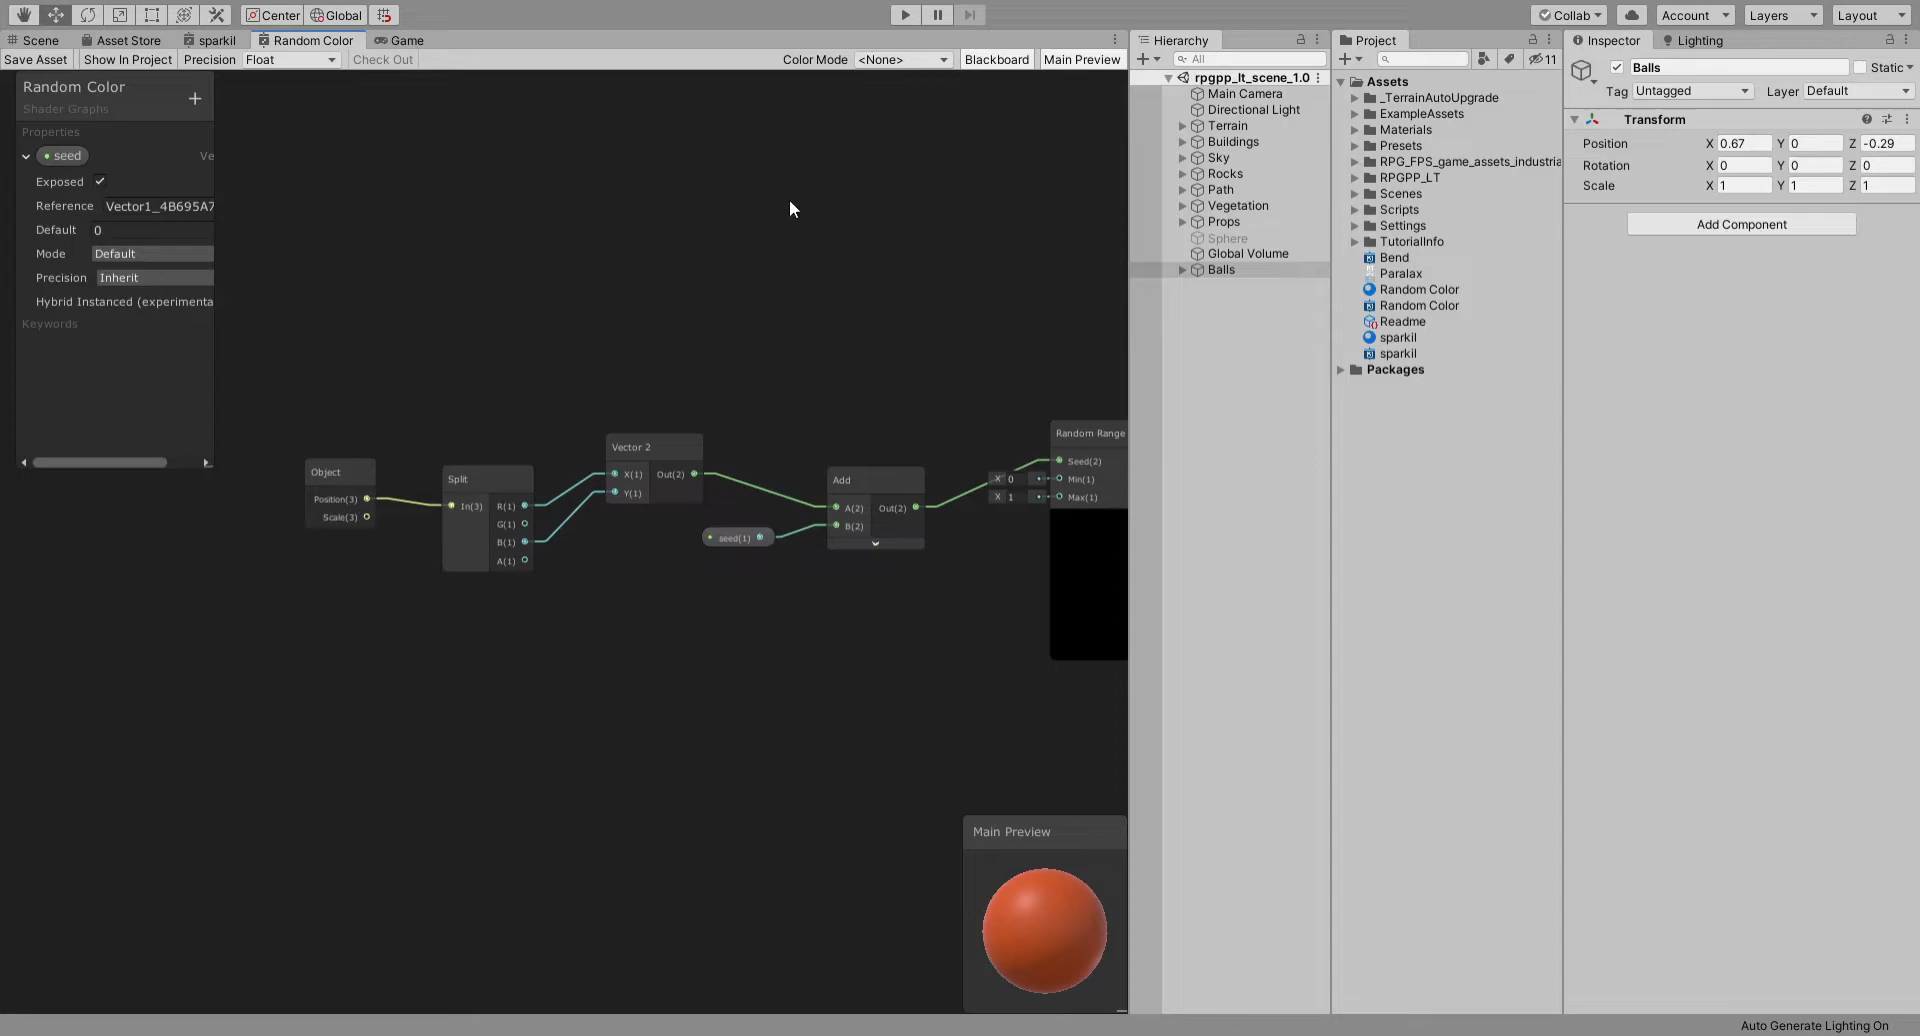 Center
Global
Collab
Account
Layers
Layout
Scene
Asset Store
sparkil
Random Color
Game
Save Asset
Show In Project
Precision
Float
Check Out
Color Mode
<None>
Blackboard
Main Preview
Random Color
Shader Graphs
Properties
seed
Ve
Exposed
Reference
Vector1_4B695A7
Default
0
Mode
Default
Precision
Inherit
Hybrid Instanced (experimenta
Keywords
Object
Position(3)
Scale(3)
Split
In(3)
R(1)
G(1)
B(1)
A(1)
Vector 2
X(1)
Y(1)
Out(2)
seed(1)
Add
A(2)
B(2)
Out(2)
X 0
X 1
Random Range
Seed(2)
Min(1)
Max(1)
Main Preview
Hierarchy
All
rpgpp_lt_scene_1.0
Main Camera
Directional Light
Terrain
Buildings
Sky
Rocks
Path
Vegetation
Props
Sphere
Global Volume
Balls
Project
11
Assets
_TerrainAutoUpgrade
ExampleAssets
Materials
Presets
RPG_FPS_game_assets_industria
RPGPP_LT
Scenes
Scripts
Settings
TutorialInfo
Bend
Paralax
Random Color
Random Color
Readme
sparkil
sparkil
Packages
Inspector
Lighting
Balls
Static
Tag
Untagged
Layer
Default
Transform
Position X 0.67 Y 0 Z -0.29
Rotation X 0 Y 0 Z 0
Scale X 1 Y 1 Z 1
Add Component
Auto Generate Lighting On